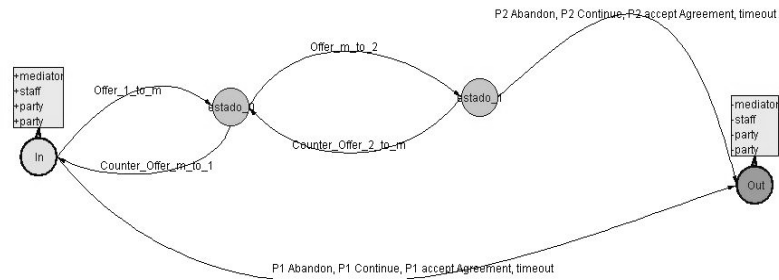 P2 Abandon, P2 Continue, P2 accept Agreement, timeout
Offer_m_to_2
+mediator
+staff
+party
+party
Offer_1_to_m
estado_0
estado_1
-mediator
-staff
-party
-party
Counter_Offer_2_to_m
In
Counter_Offer_m_to_1
Out
P1 Abandon, P1 Continue, P1 accept Agreement, timeout